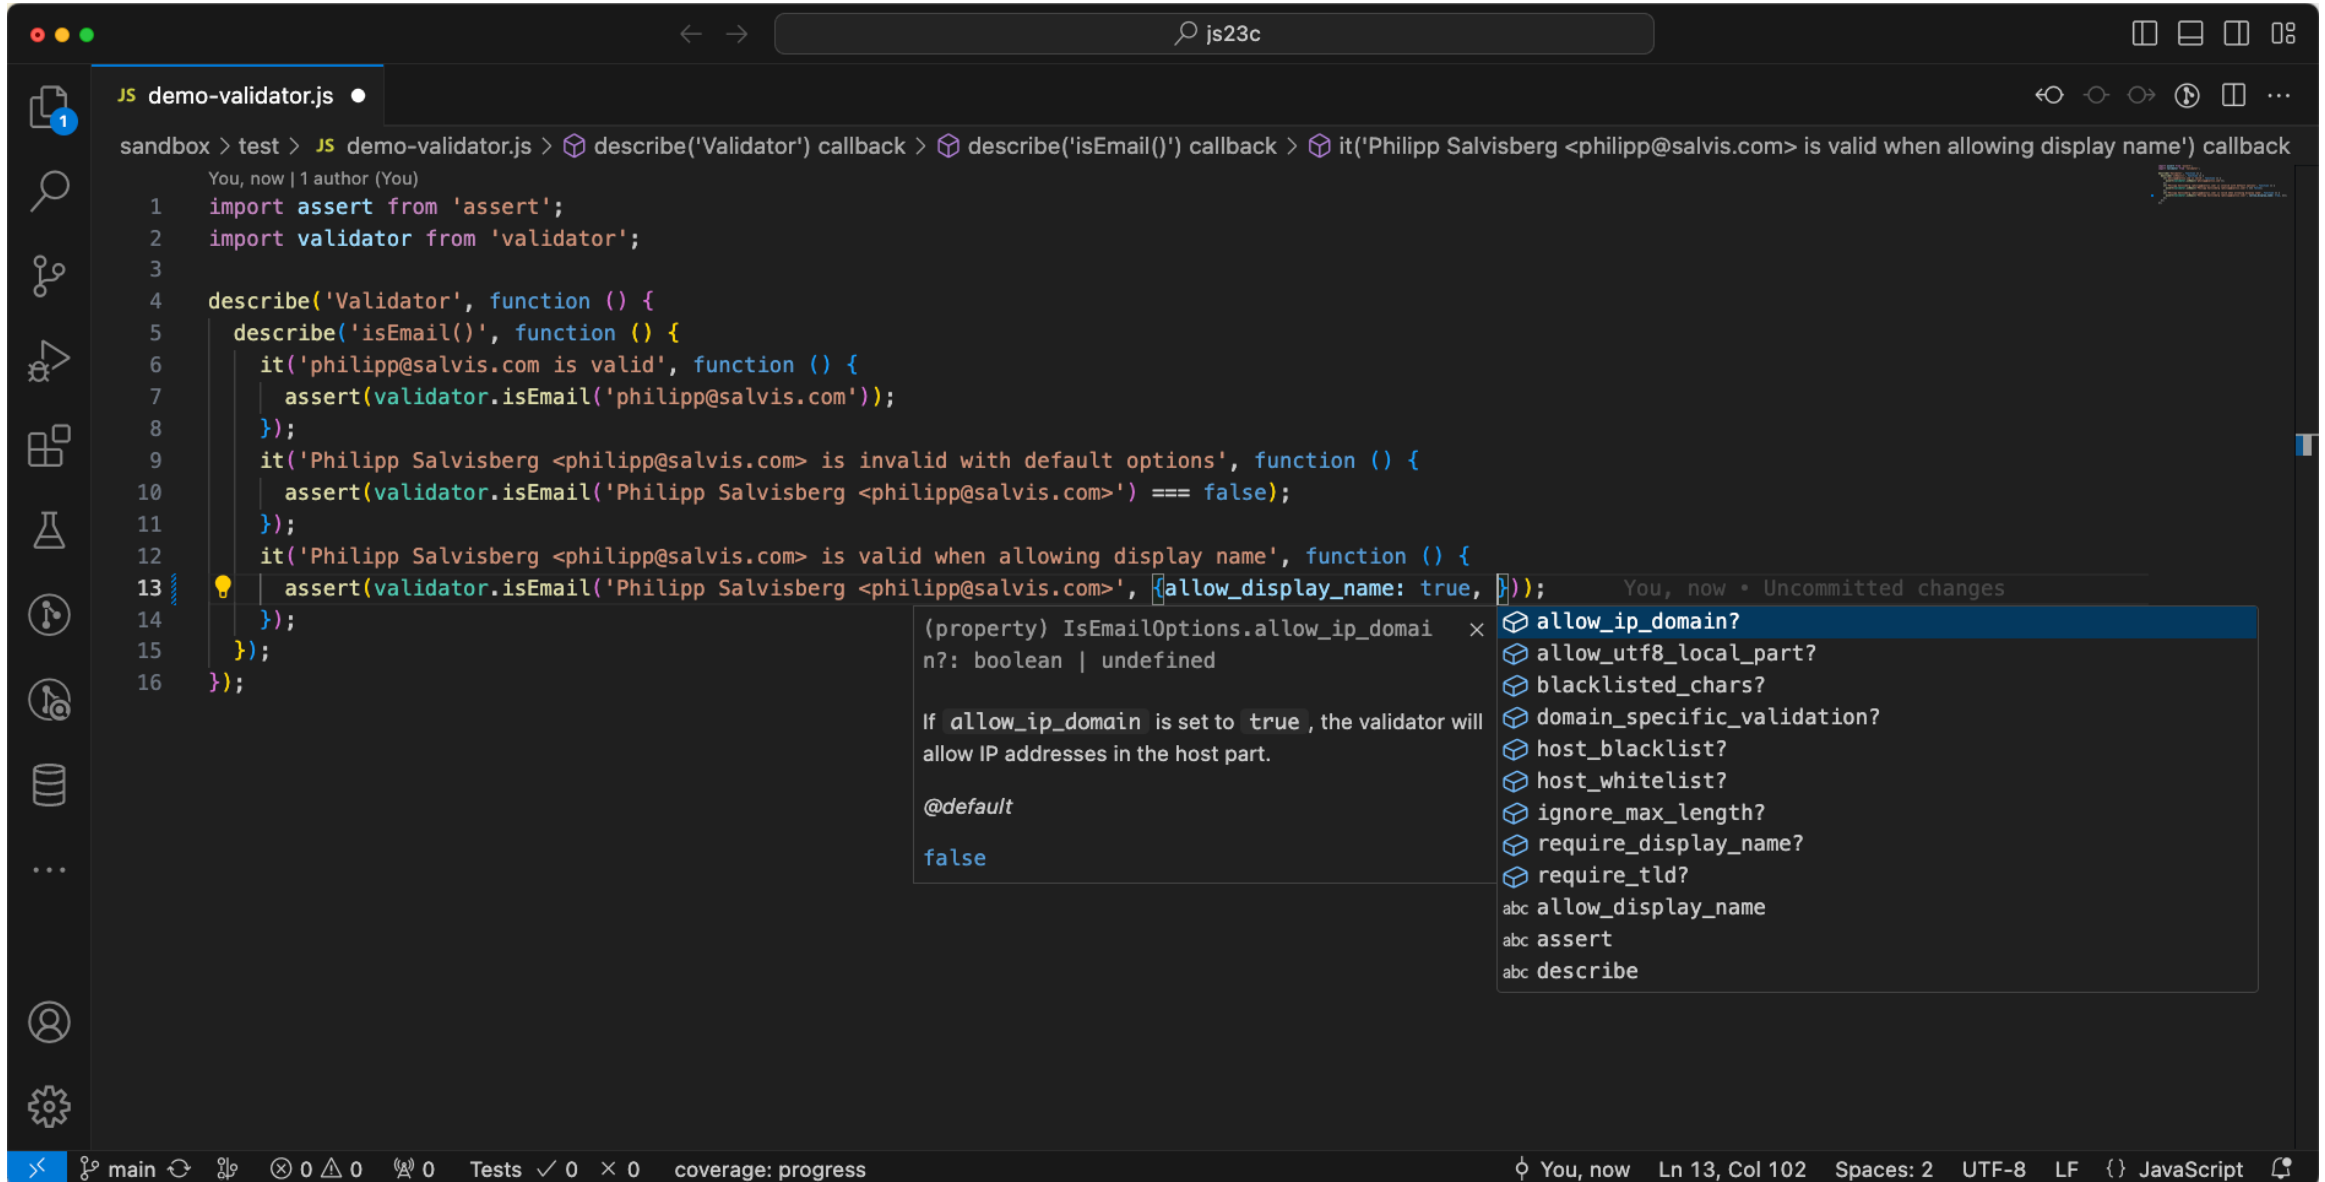 js23c
JS demo-validator.js
1
sandbox > test > JS demo-validator.js > describe('Validator') callback > describe('isEmail()') callback > it('Philipp Salvisberg <philipp@salvis.com> is valid when allowing display name') callback
You, now | 1 author (You)
1 import assert from 'assert';
2 import validator from 'validator';
3
4 describe('Validator', function () {
5 describe('isEmail()', function () {
6 it('philipp@salvis.com is valid', function () {
7 assert(validator.isEmail('philipp@salvis.com'));
8 });
9 it('Philipp Salvisberg <philipp@salvis.com> is invalid with default options', function () {
10 assert(validator.isEmail('Philipp Salvisberg <philipp@salvis.com>') === false);
11 });
12 it('Philipp Salvisberg <philipp@salvis.com> is valid when allowing display name', function () {
13 assert(validator.isEmail('Philipp Salvisberg <philipp@salvis.com>', {allow_display_name: true, })); You, now • Uncommitted changes
14 });
15 });
16 });
(property) IsEmailOptions.allow_ip_domai
n?: boolean | undefined
If allow_ip_domain is set to true, the validator will
allow IP addresses in the host part.
@default
false
allow_ip_domain?
allow_utf8_local_part?
blacklisted_chars?
domain_specific_validation?
host_blacklist?
host_whitelist?
ignore_max_length?
require_display_name?
require_tld?
abc allow_display_name
abc assert
abc describe
main 0 0 0 Tests ✓ 0 × 0 coverage: progress You, now Ln 13, Col 102 Spaces: 2 UTF-8 LF {} JavaScript